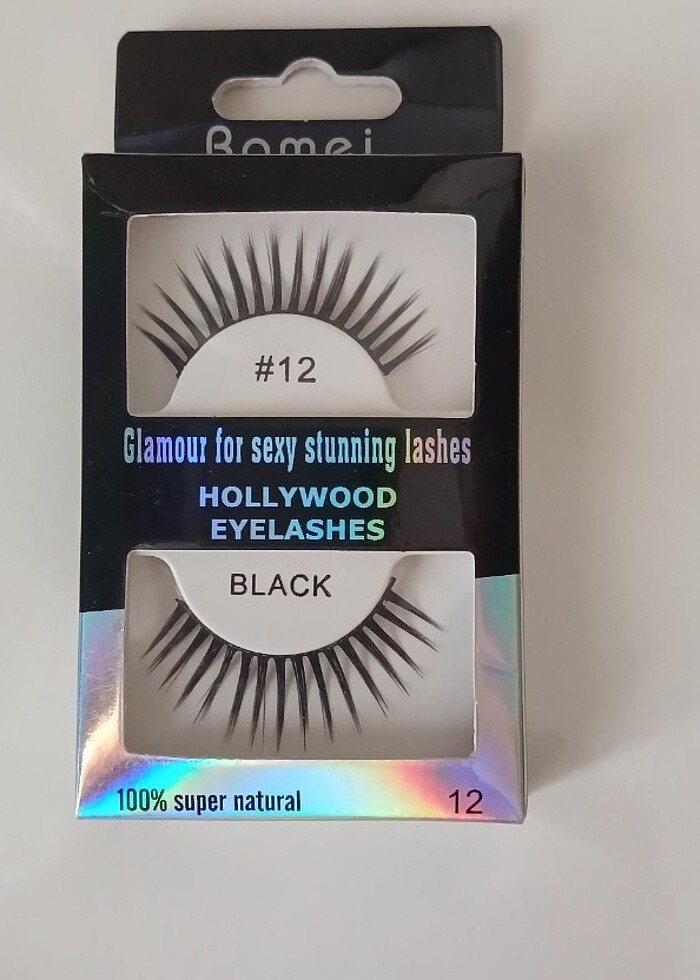 Bomei
#12
Glamour for sexy stunning lashes
HOLLYWOOD
EYELASHES
BLACK
100% super natural
12